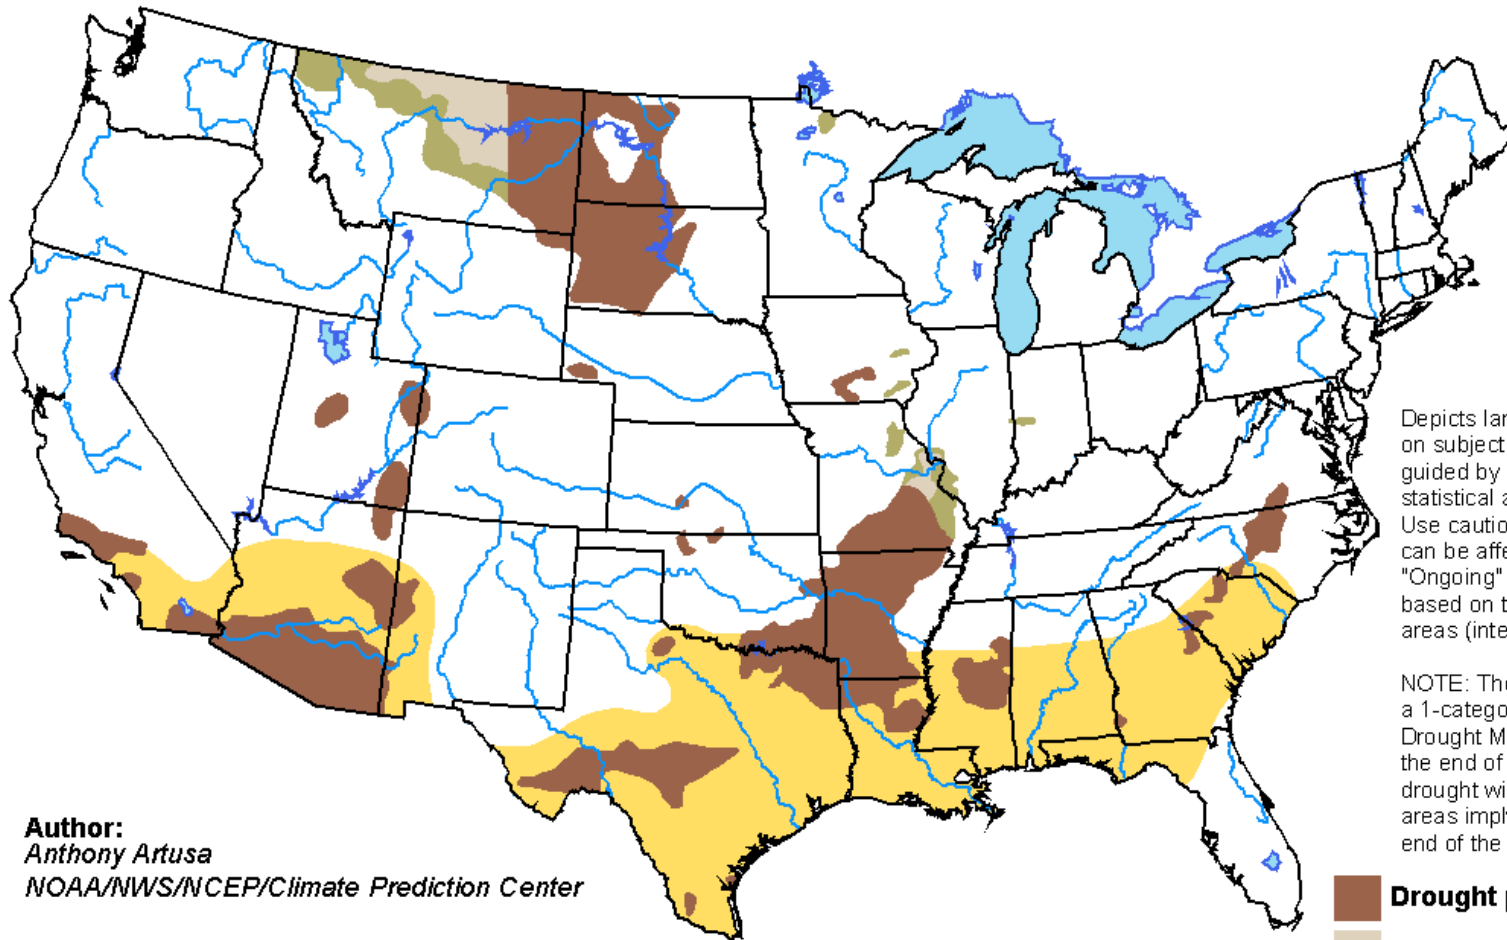 Depicts lar
on subject
guided by
statistical a
Use cautio
can be affe
"Ongoing"
based on t
areas (inte
NOTE: The
a 1-catego
Drought M
the end of
drought wi
areas imply
end of the
Author:
Anthony Artusa
NOAA/NWS/NCEP/Climate Prediction Center
Drought p